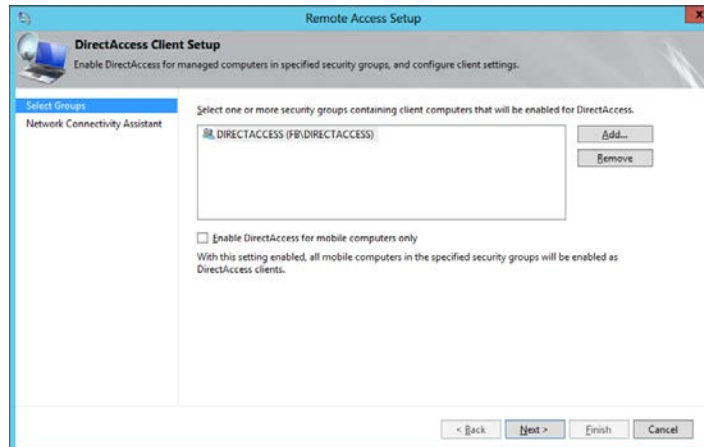 Remote Access Setup
x
DirectAccess Client Setup
Enable DirectAccess for managed computers in specified security groups, and configure client settings.
Select Groups
Network Connectivity Assistant
Select one or more security groups containing client computers that will be enabled for DirectAccess.
DIRECTACCESS (FB\DIRECTACCESS)
Add...
Remove
Enable DirectAccess for mobile computers only
With this setting enabled, all mobile computers in the specified security groups will be enabled as
DirectAccess clients.
< Back
Next >
Finish
Cancel